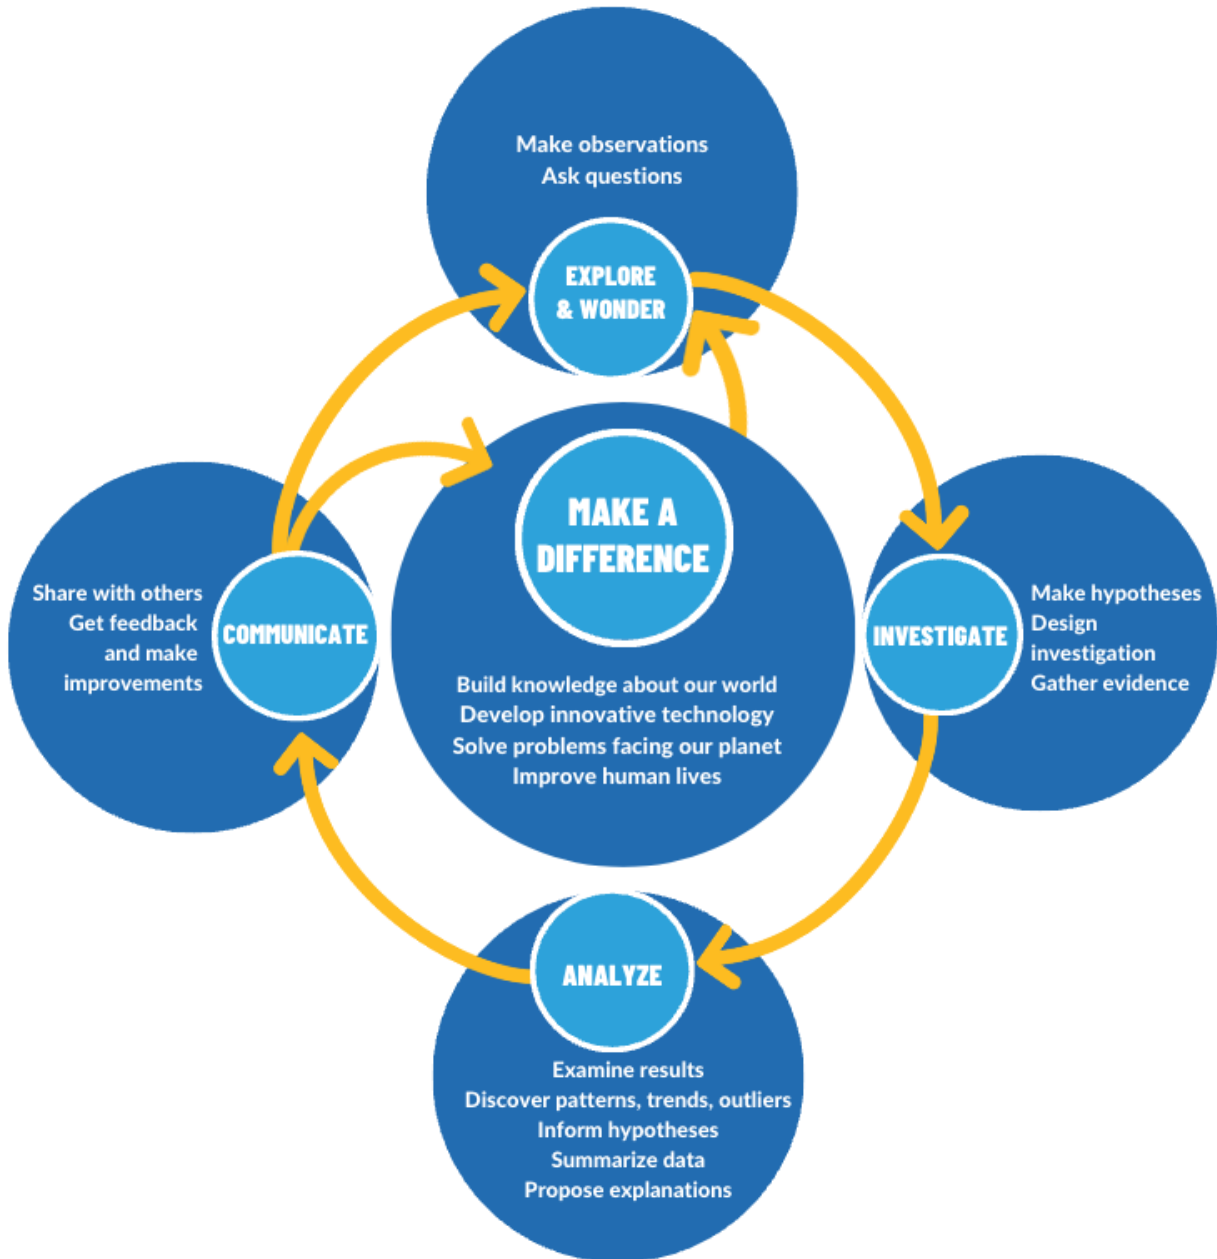 Make observations
Ask questions
EXPLORE
& WONDER
MAKE A
DIFFERENCE
Build knowledge about our world
Develop innovative technology
Solve problems facing our planet
Improve human lives
Share with others
Get feedback
and make
improvements
COMMUNICATE
INVESTIGATE
Make hypotheses
Design
investigation
Gather evidence
ANALYZE
Examine results
Discover patterns, trends, outliers
Inform hypotheses
Summarize data
Propose explanations